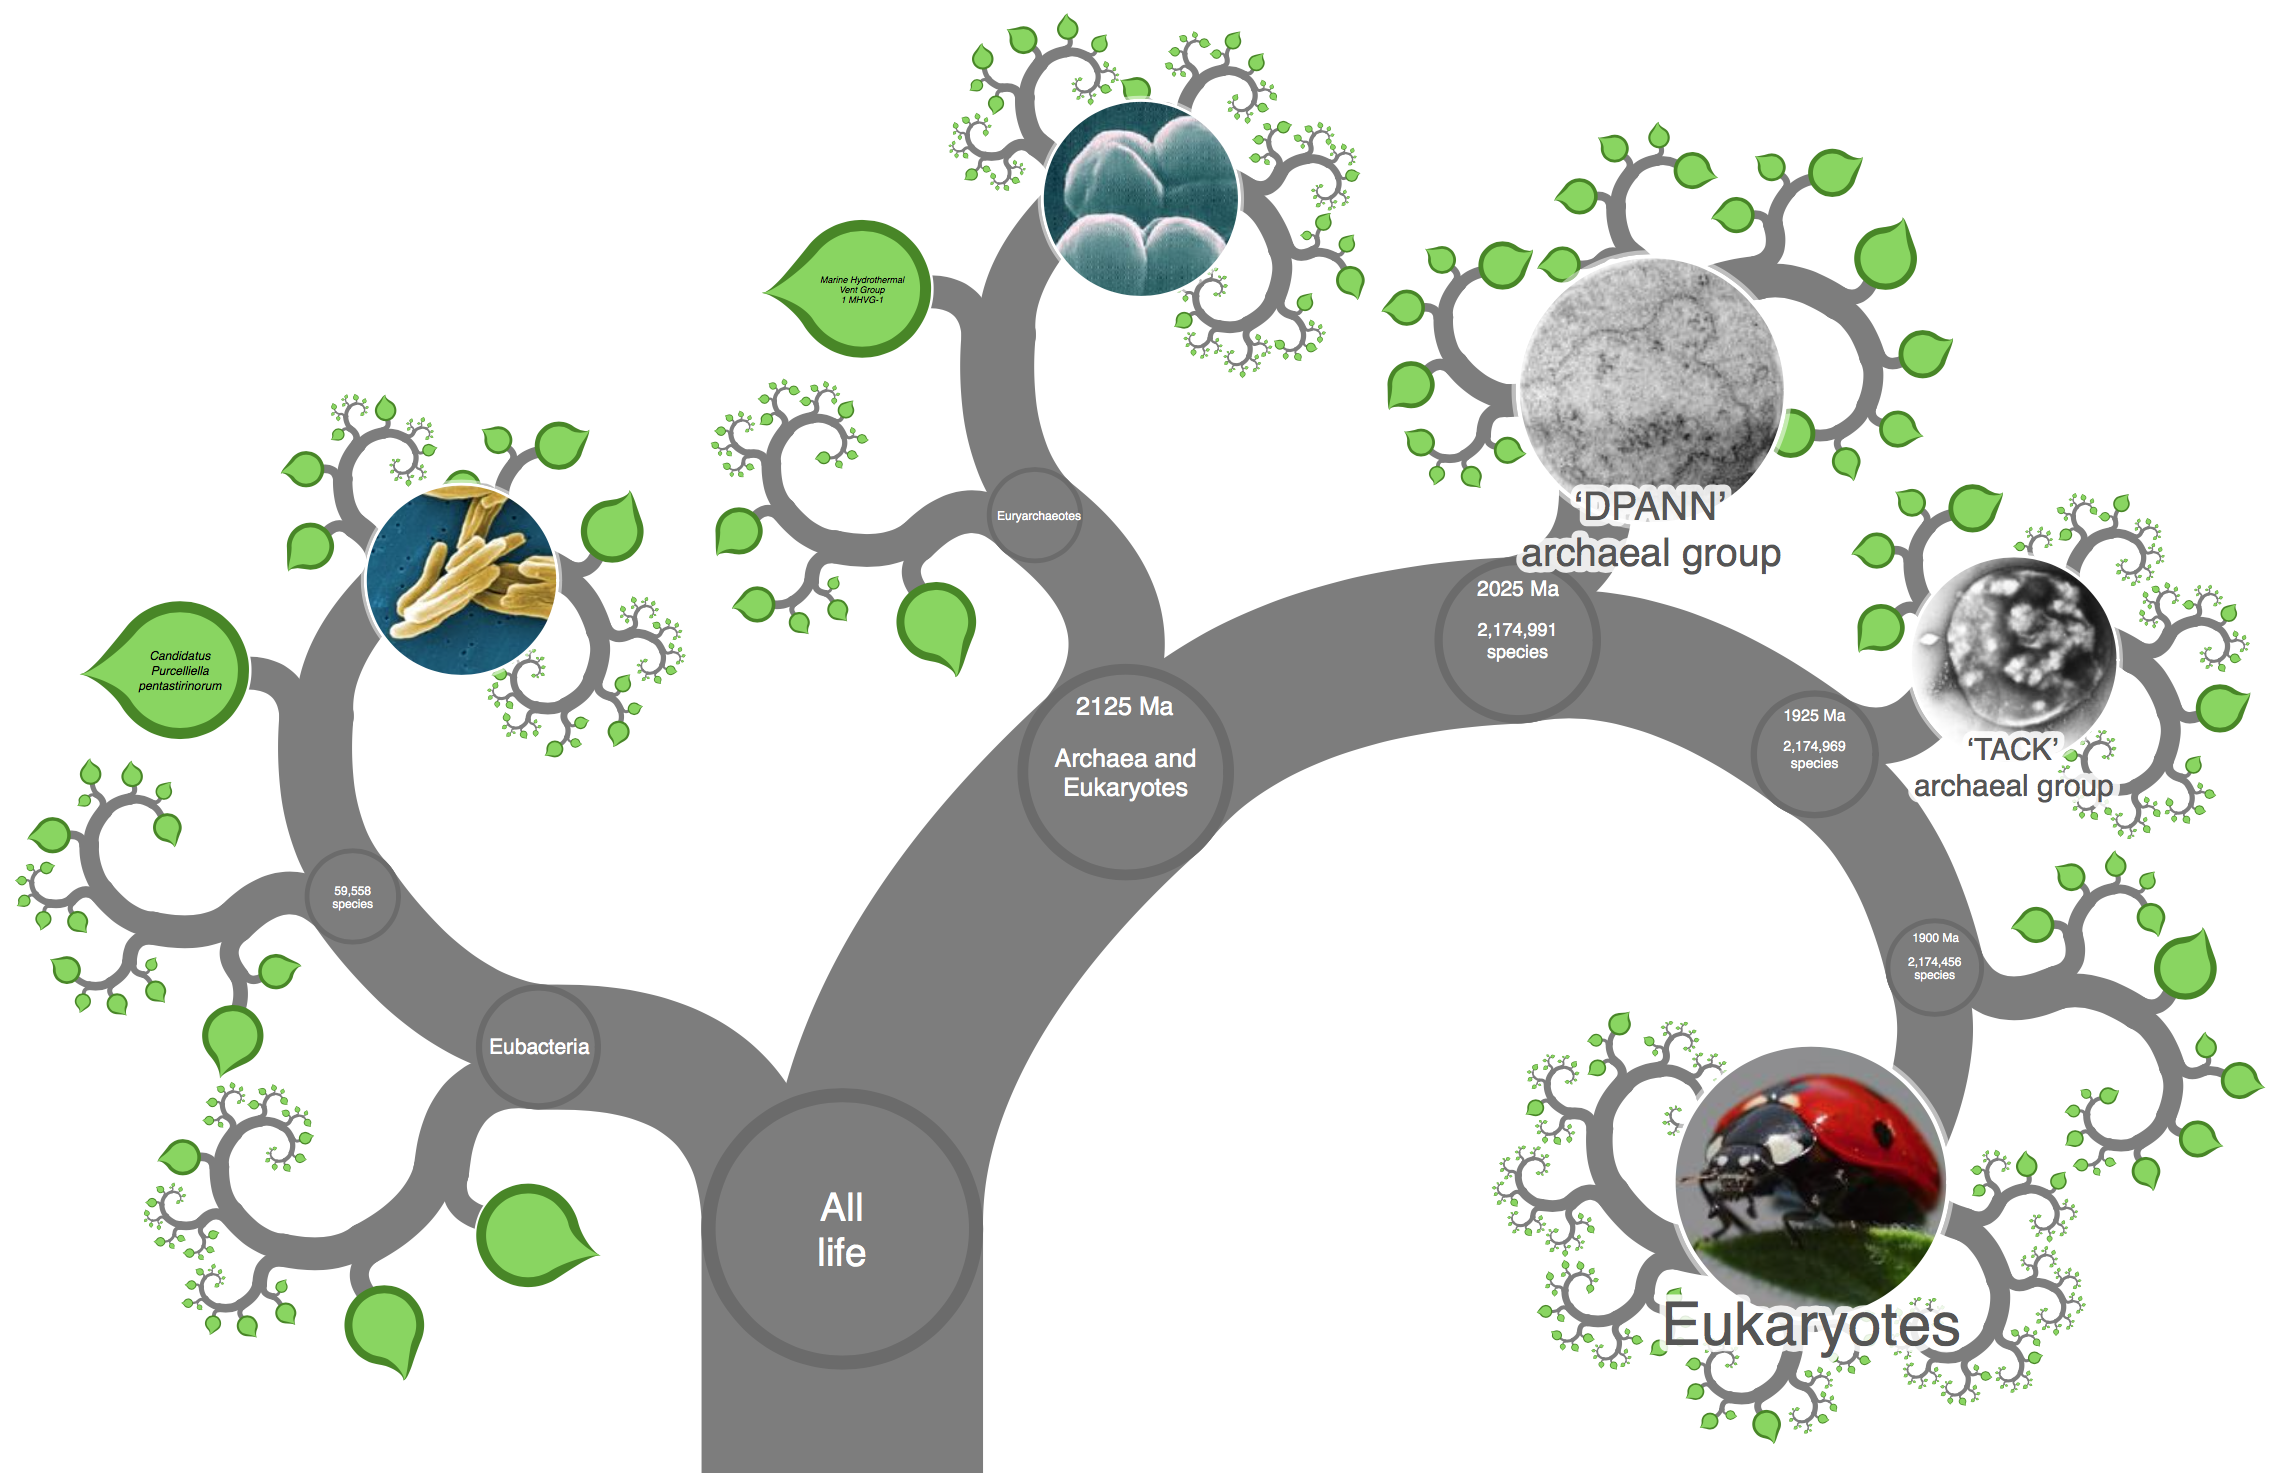 Marine Hydrothermal
Vent Group
1 MHVG-1
Euryarchaeotes
'DPANN'
archaeal group
2025 Ma
2,174,991
species
2125 Ma
Archaea and
Eukaryotes
1925 Ma
2,174,969
species
'TACK'
archaeal group
Candidatus
Purcelliella
pentastirinorum
59,558
species
1900 Ma
2,174,456
species
Eubacteria
All
life
Eukaryotes